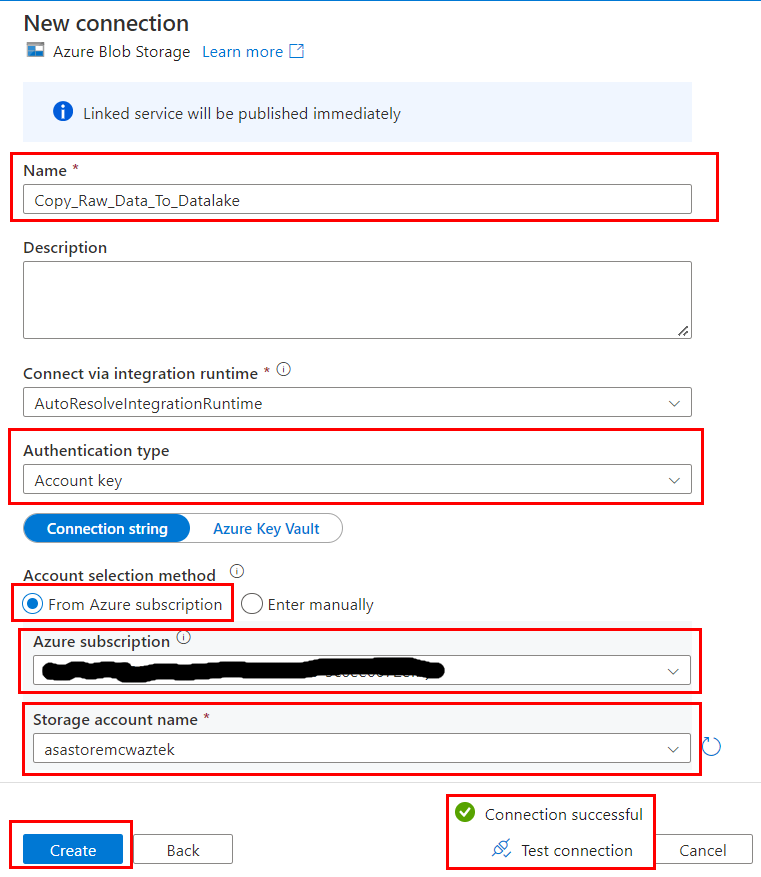 New connection
Azure Blob Storage Learn more
Linked service will be published immediately
Name *
Copy_Raw_Data_To_Datalake
Description
Connect via integration runtime *
AutoResolveIntegrationRuntime
Authentication type
Account key
Connection string Azure Key Vault
Account selection method
From Azure subscription Enter manually
Azure subscription
Storage account name *
asastoremcwaztek
Connection successful
Create Back Test connection Cancel